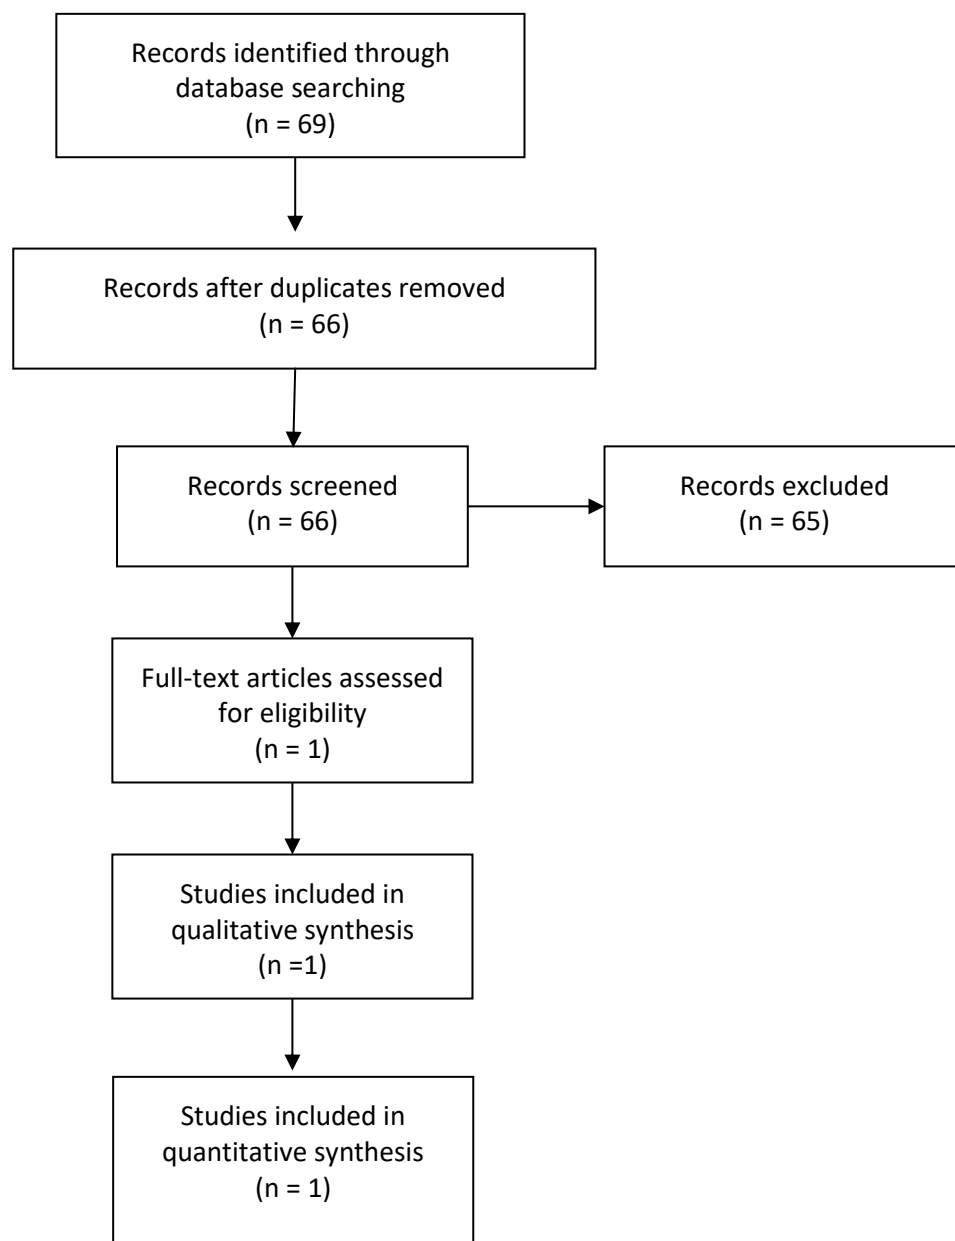 Records identified through
database searching
(n = 69)
Records after duplicates removed
(n = 66)
Records screened
(n = 66)
Records excluded
(n = 65)
Full-text articles assessed
for eligibility
(n = 1)
Studies included in
qualitative synthesis
(n =1)
Studies included in
quantitative synthesis
(n = 1)